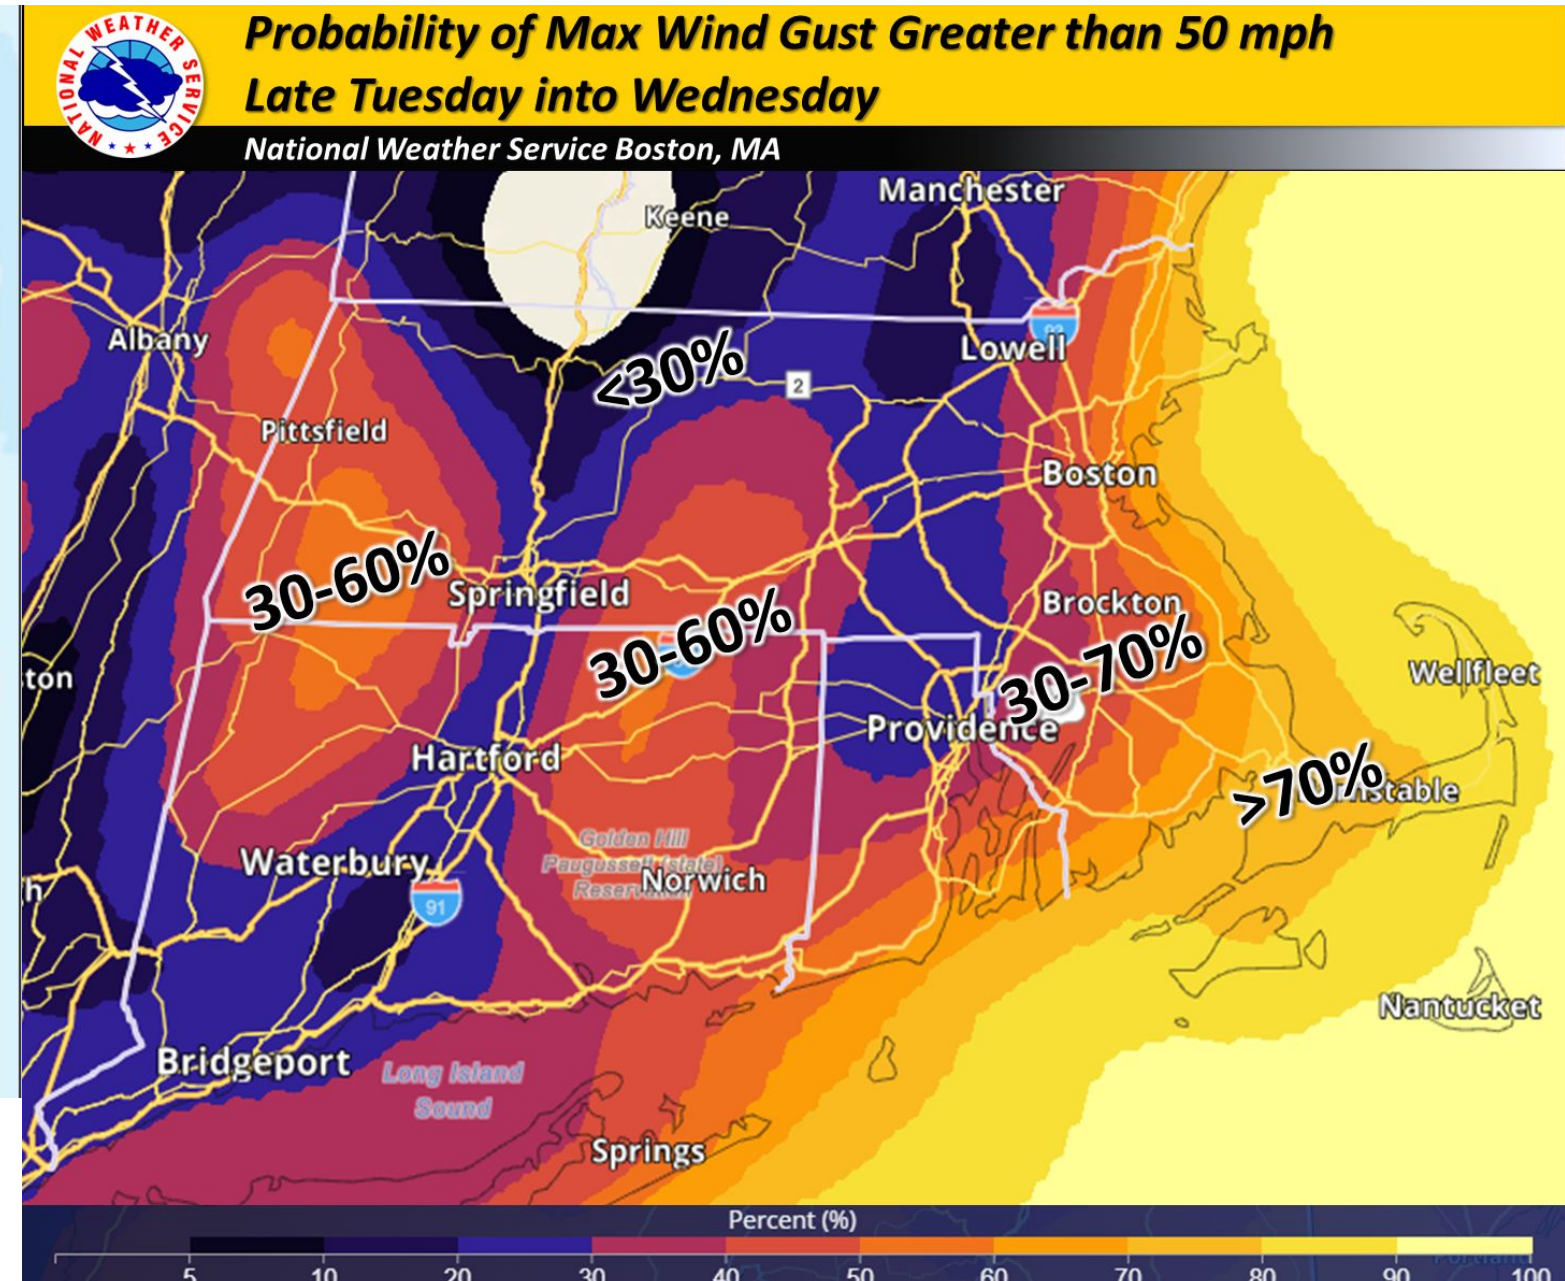 Probability of Max Wind Gust Greater than 50 mph
Late Tuesday into Wednesday
National Weather Service Boston, MA
NATIONAL WEATHER SERVICE
Manchester
Keene
Albany
93
Lowell
<30%
2
Pittsfield
Boston
30-60%
Springfield
Brockton
30-60%
30-70%
Wellfleet
ton
Providence
Hartford
>70%
nstable
Golden Hill
Paugussett (state)
Reservation
Waterbury
Norwich
91
h
Nantucket
Bridgeport
Long Island
Sound
Springs
Percent (%)
5 10 20 30 40 50 60 70 80 90 100